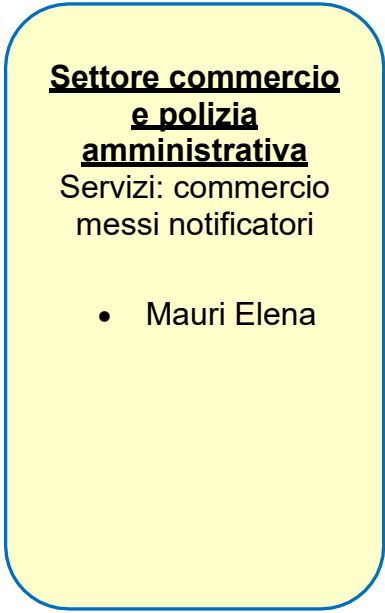 Settore commercio
e polizia
amministrativa
Servizi: commercio
messi notificatori
• Mauri Elena